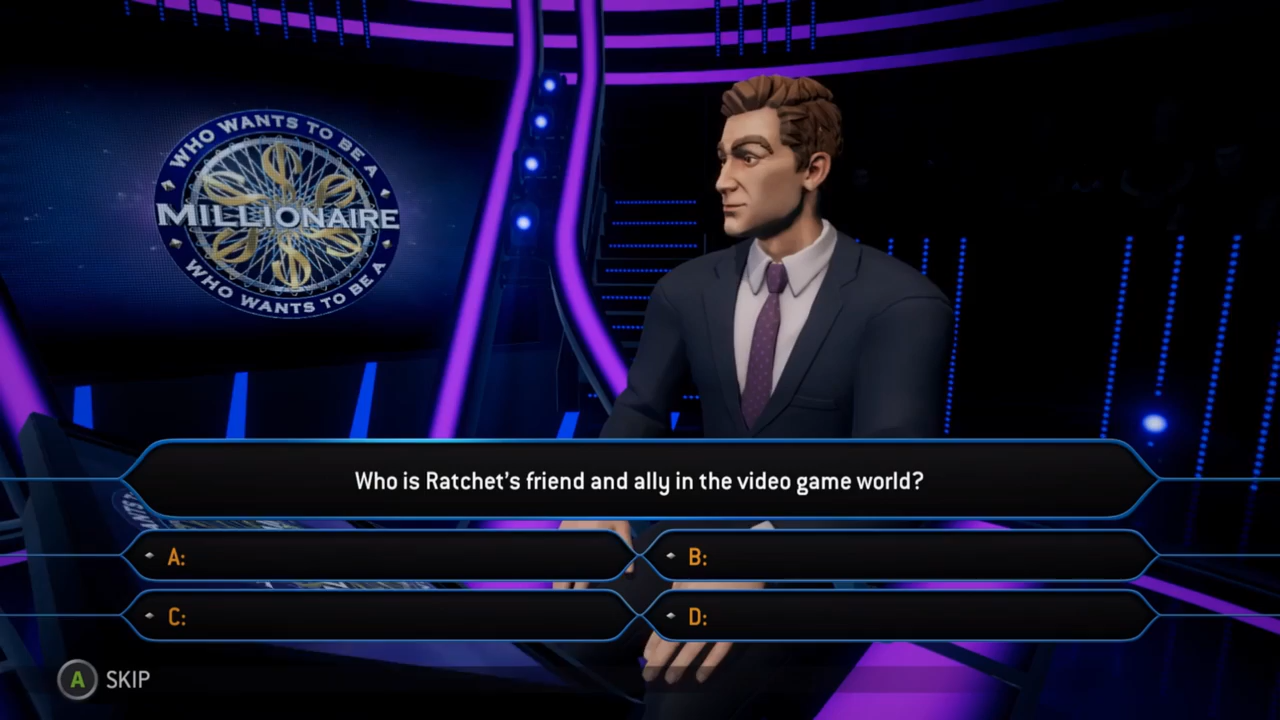 WHO WANTS TO BE A
MILLIONAIRE
WHO WANTS TO BE A
Who is Ratchet's friend and ally in the video game world?
A:
B:
C:
D:
A SKIP